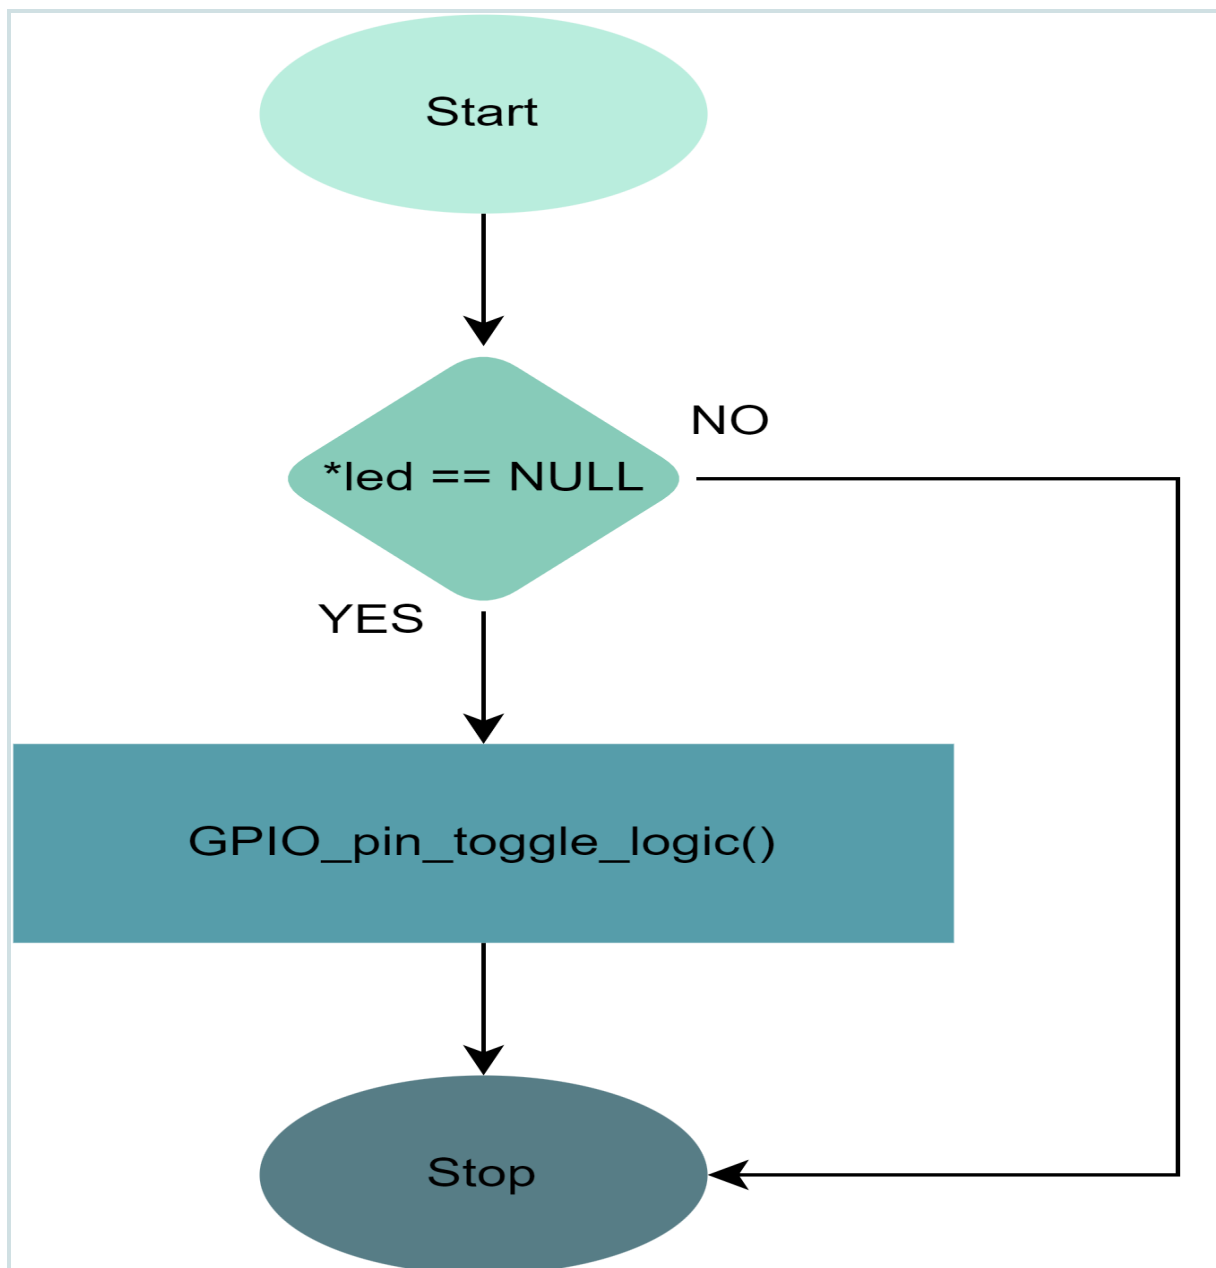 Start
*led == NULL
NO
YES
GPIO_pin_toggle_logic()
Stop